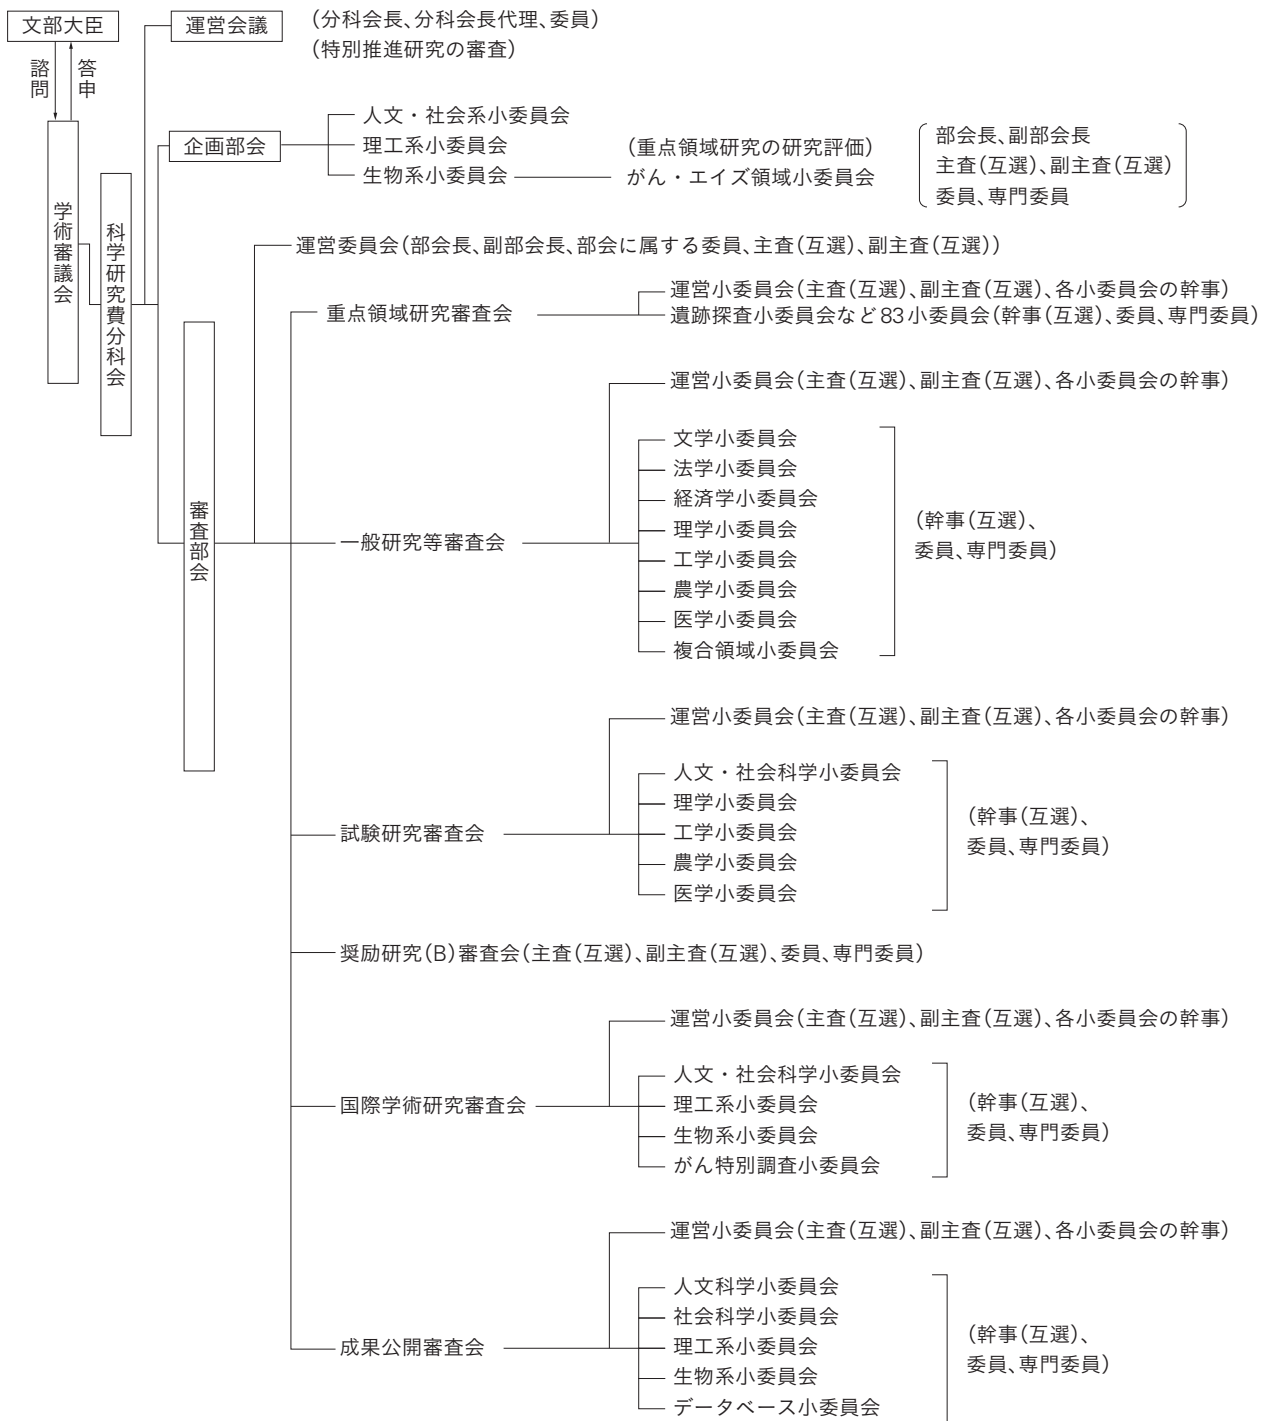 文部大臣
諮問
答申
学術審議会
科学研究費分科会
運営会議
(分科会長、分科会長代理、委員)
(特別推進研究の審査)
企画部会
人文・社会系小委員会
理工系小委員会
生物系小委員会
(重点領域研究の研究評価)
がん・エイズ領域小委員会
部会長、副部会長
主査(互選)、副主査(互選)
委員、専門委員
審査部会
運営委員会(部会長、副部会長、部会に属する委員、主査(互選)、副主査(互選))
重点領域研究審査会
運営小委員会(主査(互選)、副主査(互選)、各小委員会の幹事)
遺跡探査小委員会など83小委員会(幹事(互選)、委員、専門委員)
一般研究等審査会
運営小委員会(主査(互選)、副主査(互選)、各小委員会の幹事)
文学小委員会
法学小委員会
経済学小委員会
理学小委員会
工学小委員会
農学小委員会
医学小委員会
複合領域小委員会
(幹事(互選)、
委員、専門委員)
試験研究審査会
運営小委員会(主査(互選)、副主査(互選)、各小委員会の幹事)
人文・社会科学小委員会
理学小委員会
工学小委員会
農学小委員会
医学小委員会
(幹事(互選)、
委員、専門委員)
奨励研究(B)審査会(主査(互選)、副主査(互選)、委員、専門委員)
国際学術研究審査会
運営小委員会(主査(互選)、副主査(互選)、各小委員会の幹事)
人文・社会科学小委員会
理工系小委員会
生物系小委員会
がん特別調査小委員会
(幹事(互選)、
委員、専門委員)
成果公開審査会
運営小委員会(主査(互選)、副主査(互選)、各小委員会の幹事)
人文科学小委員会
社会科学小委員会
理工系小委員会
生物系小委員会
データベース小委員会
(幹事(互選)、
委員、専門委員)